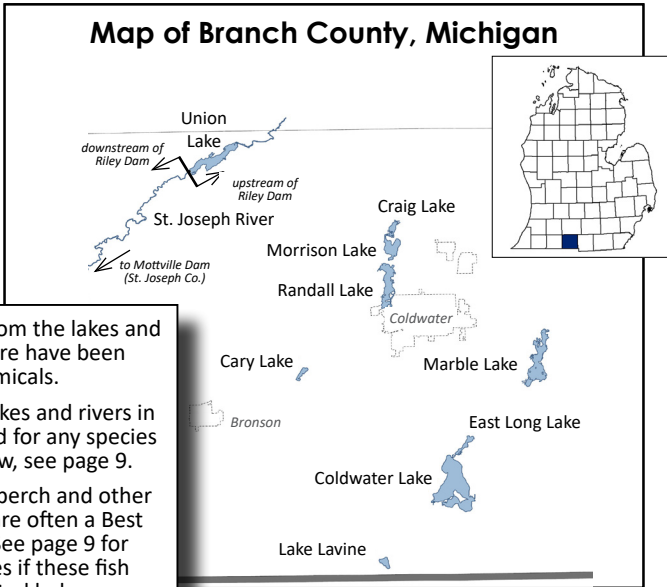 Map of Branch County, Michigan
Union
Lake
downstream of
Riley Dam
upstream of
Riley Dam
St. Joseph River
to Mottville Dam
(St. Joseph Co.)
Craig Lake
Morrison Lake
Randall Lake
Coldwater
Cary Lake
Marble Lake
Bronson
East Long Lake
Coldwater Lake
Lake Lavine
om the lakes and
re have been
micals.
kes and rivers in
d for any species
w, see page 9.
perch and other
re often a Best
See page 9 for
es if these fish